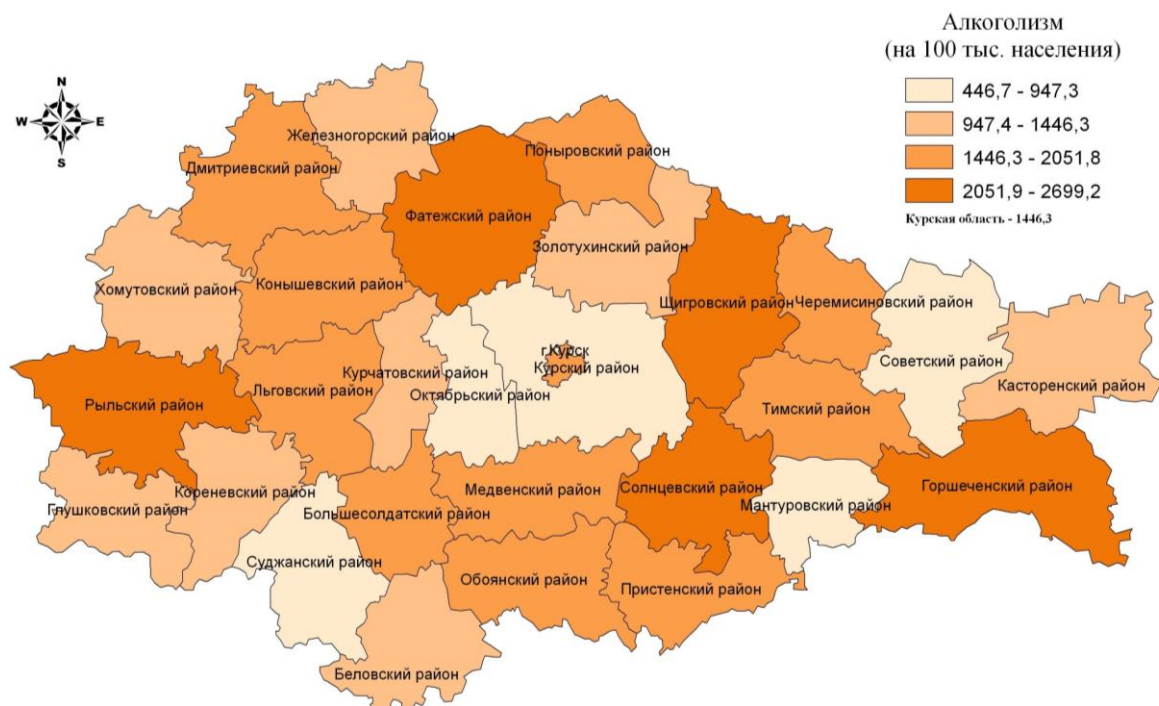 Алкоголизм
(на 100 тыс. населения)
446,7 - 947,3
947,4 - 1446,3
1446,3 - 2051,8
2051,9 - 2699,2
Курская область - 1446,3
N
W E
S
Железногорский район
Поныровский район
Дмитриевский район
Фатежский район
Золотухинский район
Хомутовский район
Конышевский район
Щигровский район
Черемисиновский район
г.Курск
Курский район
Советский район
Курчатовский район
Касторенский район
Льговский район
Октябрьский район
Рыльский район
Тимский район
Горшеченский район
Кореневский район
Медвенский район
Солнцевский район
Мантуровский район
Глушковский район
Большесолдатский район
Суджанский район
Обоянский район
Пристенский район
Беловский район